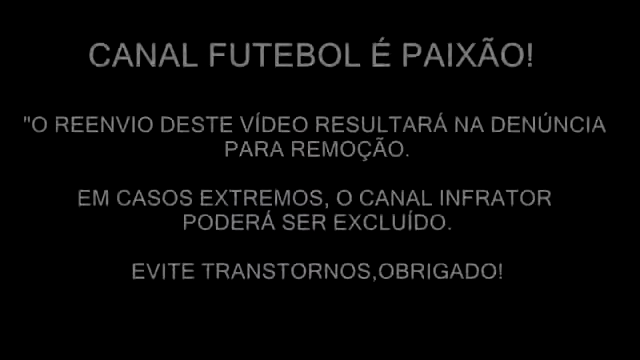 CANAL FUTEBOL É PAIXÃO!
"O REENVIO DESTE VÍDEO RESULTARÁ NA DENÚNCIA
PARA REMOÇÃO.
EM CASOS EXTREMOS, O CANAL INFRATOR
PODERÁ SER EXCLUÍDO.
EVITE TRANSTORNOS,OBRIGADO!